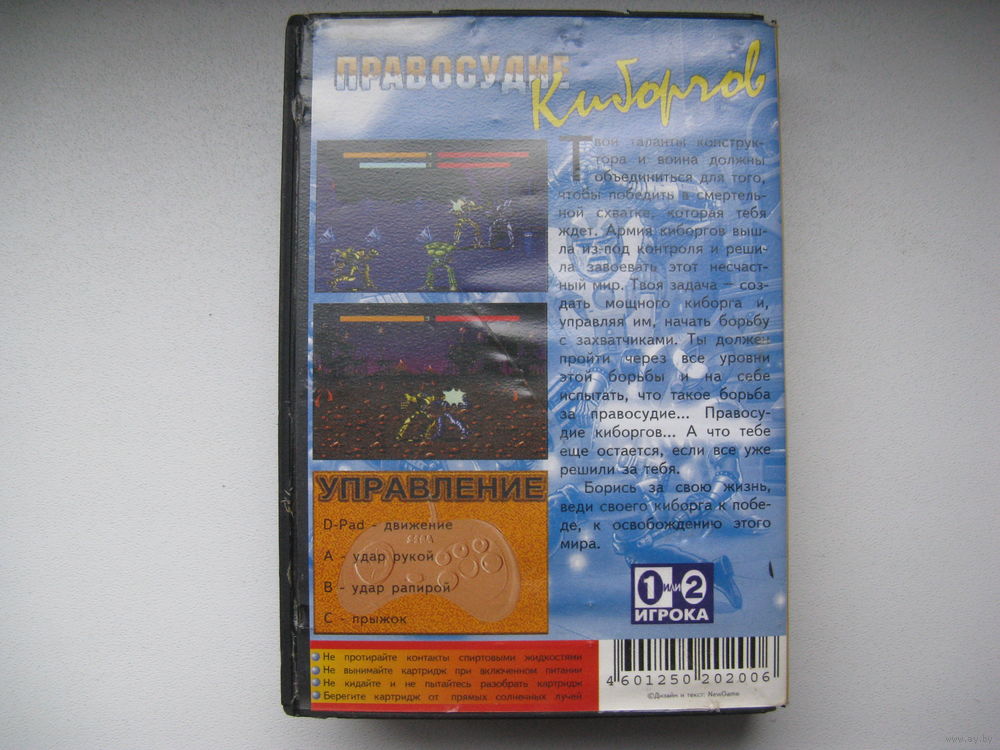 ПРАВОСУДИЕ
Киборгов
Твои таланты конструк-
тора и воина должны
объединиться для того,
чтобы победить в смертель-
ной схватке, которая тебя
ждет. Армия киборгов выш-
ла из-под контроля и реши-
ла завоевать этот несчаст-
ный мир. Твоя задача — соз-
дать мощного киборга и,
управляя им, начать борьбу
с захватчиками. Ты должен
пройти через все уровни
этой борьбы и на себе
испытать, что такое борьба
за правосудие... Правосу-
дие киборгов... А что тебе
еще остается, если все уже
решили за тебя.
Борись за свою жизнь,
веди своего киборга к побе-
де, к освобождению этого
мира.
УПРАВЛЕНИЕ
D-Pad - движение
SEGA
A - удар рукой
B - удар рапирой
C - прыжок
1 или 2
ИГРОКА
Не протирайте контакты спиртовыми жидкостями
Не вынимайте картридж при включенном питании
Не кидайте и не пытайтесь разобрать картридж
Берегите картридж от прямых солнечных лучей
4 601250 202006
©Дизайн и текст: NewGame
www.ay.by